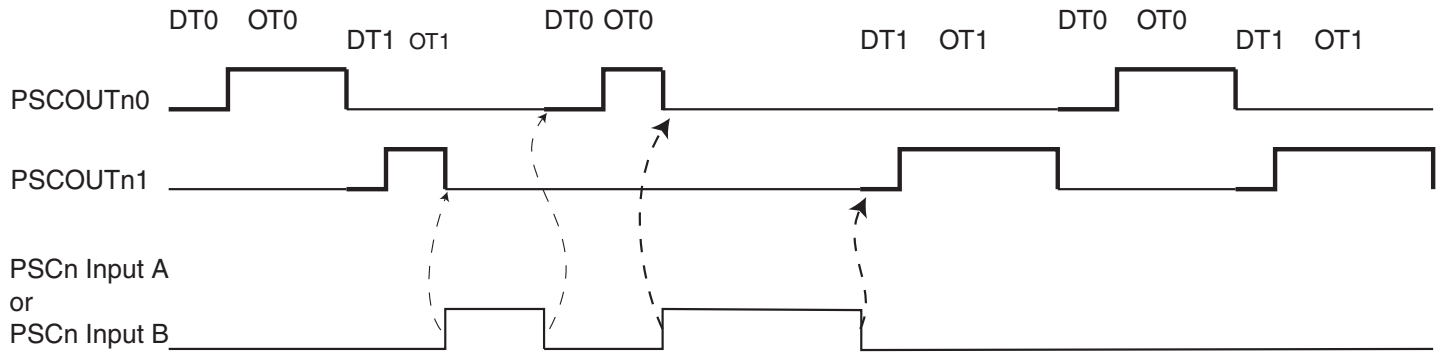 DT0 OT0 DT0 OT0 DT0 OT0
DT1 OT1 DT1 OT1 DT1 OT1
PSCOUTn0
PSCOUTn1
PSCn Input A
or
PSCn Input B